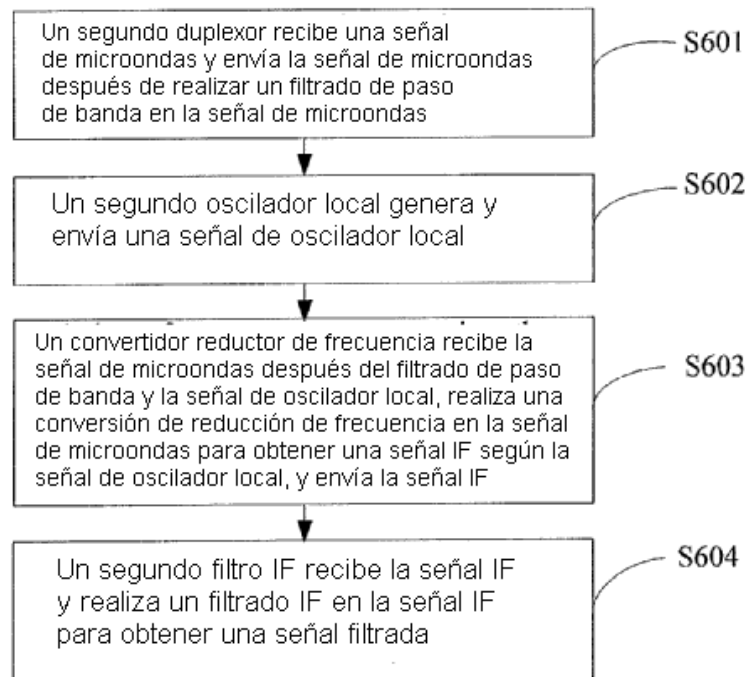 Un segundo duplexor recibe una señal
de microondas y envía la señal de microondas
después de realizar un filtrado de paso
de banda en la señal de microondas
S601
Un segundo oscilador local genera y
envía una señal de oscilador local
S602
Un convertidor reductor de frecuencia recibe la
señal de microondas después del filtrado de paso
de banda y la señal de oscilador local, realiza una
conversión de reducción de frecuencia en la señal
de microondas para obtener una señal IF según la
señal de oscilador local, y envía la señal IF
S603
Un segundo filtro IF recibe la señal IF
y realiza un filtrado IF en la señal IF
para obtener una señal filtrada
S604